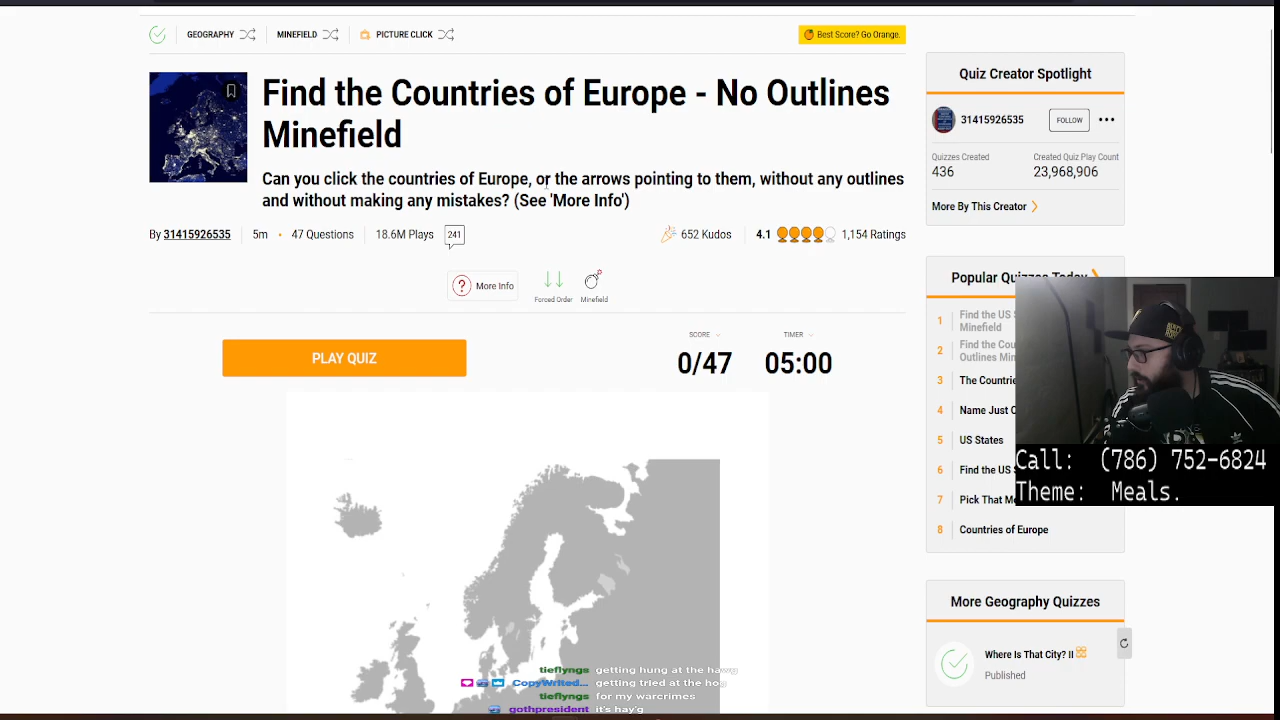 GEOGRAPHY
MINEFIELD
PICTURE CLICK
Best Score? Go Orange.
Find the Countries of Europe - No Outlines
Minefield
Can you click the countries of Europe, or the arrows pointing to them, without any outlines
and without making any mistakes? (See 'More Info')
By 31415926535
5m
47 Questions
18.6M Plays
241
652 Kudos
4.1
1,154 Ratings
? More Info
Forced Order
Minefield
PLAY QUIZ
SCORE
0/47
TIMER
05:00
Quiz Creator Spotlight
31415926535
FOLLOW
Quizzes Created
436
Created Quiz Play Count
23,968,906
More By This Creator
Popular Quizzes Today
1 Find the US
Minefield
2 Find the Cou
Outlines Min
3 The Countrie
4 Name Just
5 US States
6 Find the US
7 Pick That
8 Countries of Europe
Call: (786) 752-6824
Theme: Meals.
More Geography Quizzes
Where Is That City? II
Published
tieflyngs getting hung at the hawg
CopyWrited... getting tried at the
tieflyngs for my warcrimes
gothpresident it's hay'g